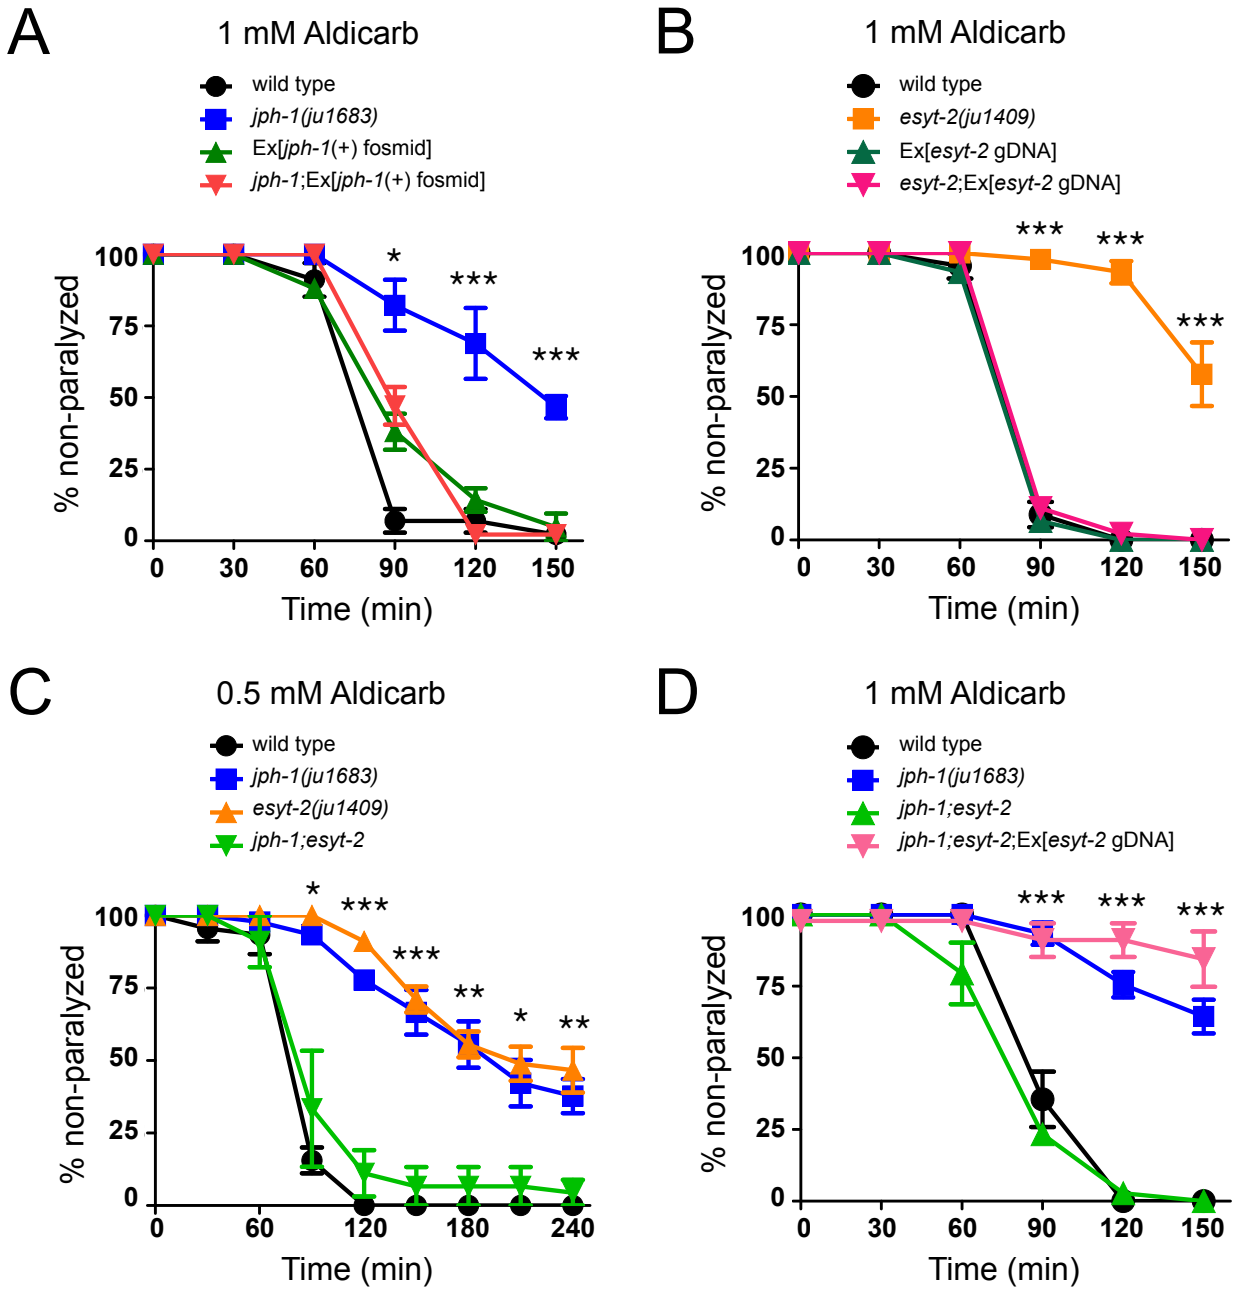 A
1 mM Aldicarb
wild type
jph-1(ju1683)
Ex[jph-1(+) fosmid]
jph-1;Ex[jph-1(+) fosmid]
% non-paralyzed
100
75
50
25
0
* *** ***
0 30 60 90 120 150
Time (min)
B
1 mM Aldicarb
wild type
esyt-2(ju1409)
Ex[esyt-2 gDNA]
esyt-2;Ex[esyt-2 gDNA]
% non-paralyzed
100
75
50
25
0
*** *** ***
0 30 60 90 120 150
Time (min)
C
0.5 mM Aldicarb
wild type
jph-1(ju1683)
esyt-2(ju1409)
jph-1;esyt-2
% non-paralyzed
100
75
50
25
0
* *** *** ** * **
0 60 120 180 240
Time (min)
D
1 mM Aldicarb
wild type
jph-1(ju1683)
jph-1;esyt-2
jph-1;esyt-2;Ex[esyt-2 gDNA]
% non-paralyzed
100
75
50
25
0
*** *** ***
0 30 60 90 120 150
Time (min)